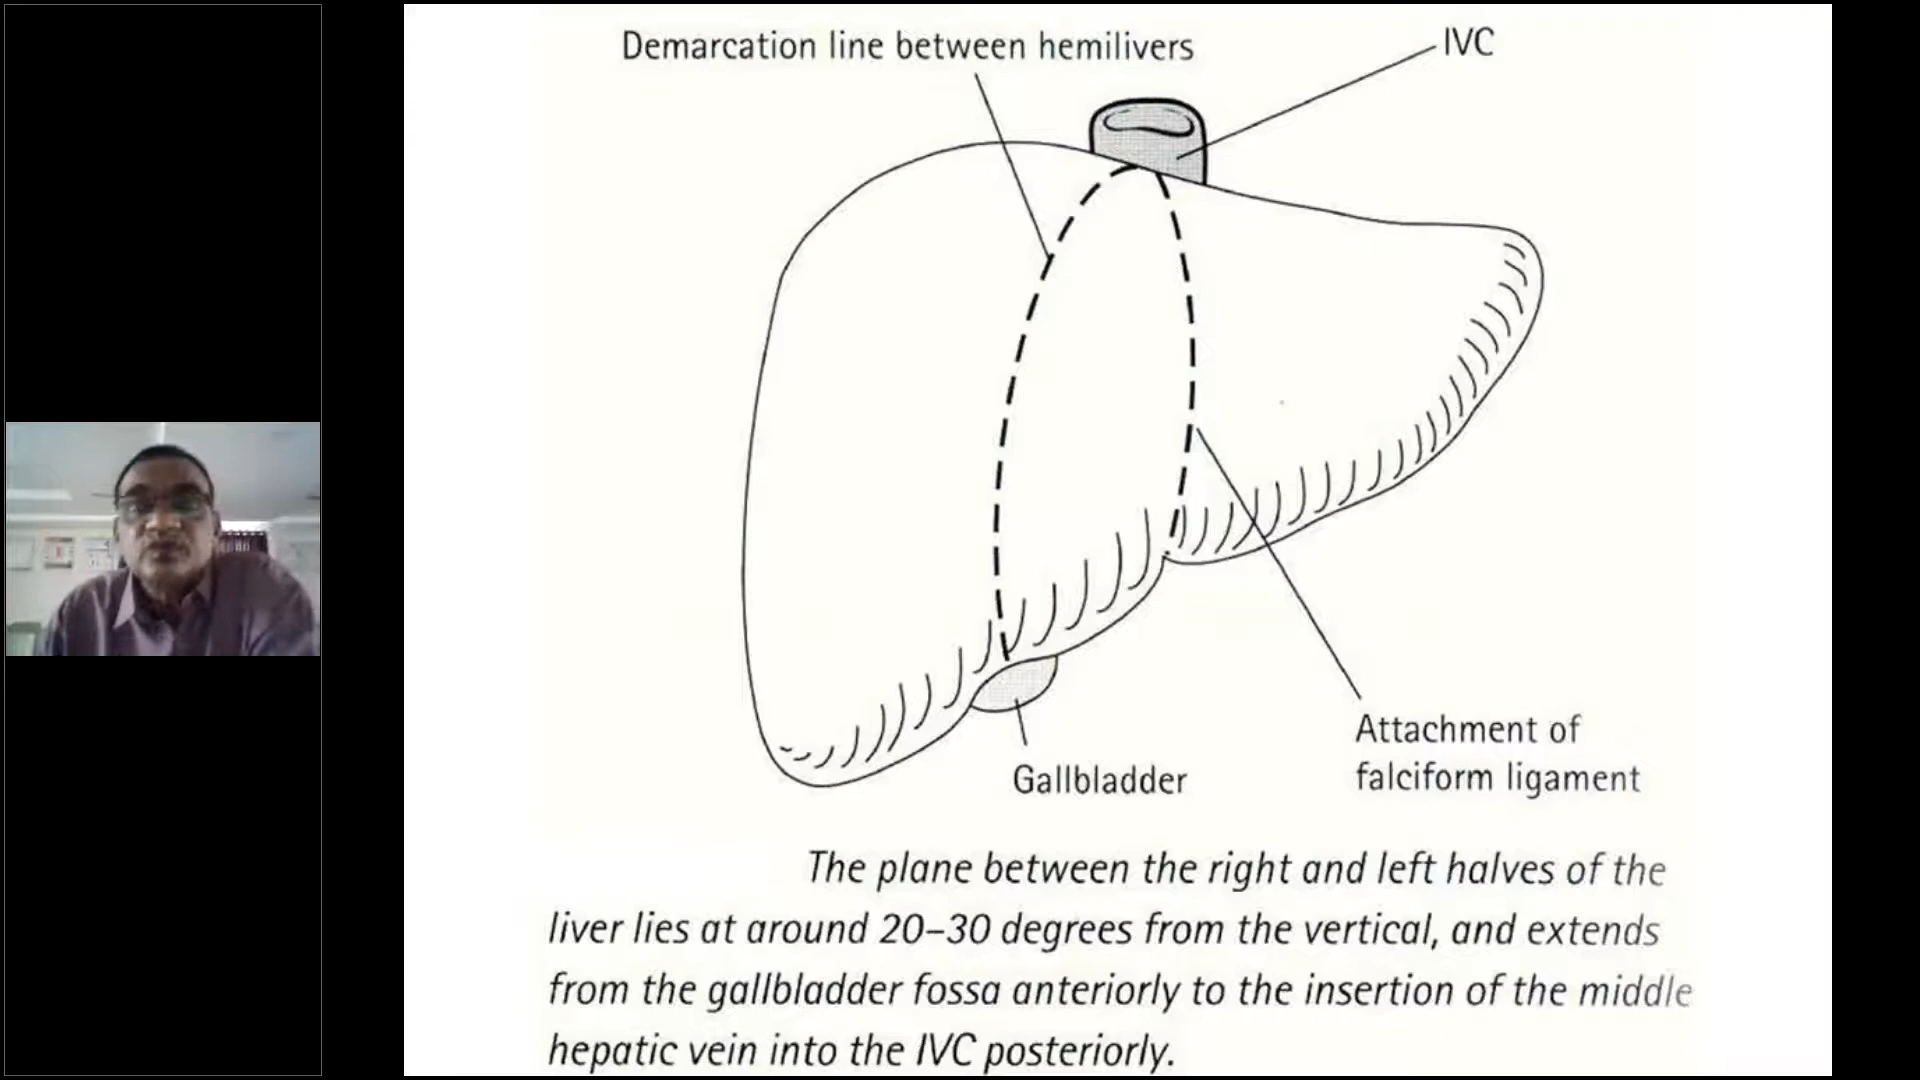 Demarcation line between hemilivers
IVC
Gallbladder
Attachment of
falciform ligament
The plane between the right and left halves of the
liver lies at around 20–30 degrees from the vertical, and extends
from the gallbladder fossa anteriorly to the insertion of the middle
hepatic vein into the IVC posteriorly.